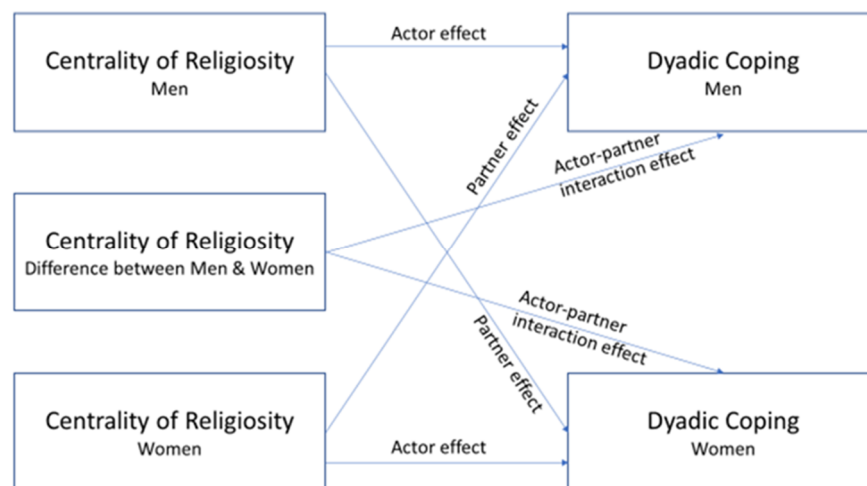 Centrality of Religiosity
Men
Actor effect
Dyadic Coping
Men
Partner effect
Actor-partner
interaction effect
Centrality of Religiosity
Difference between Men & Women
Actor-partner
interaction effect
Partner effect
Centrality of Religiosity
Women
Actor effect
Dyadic Coping
Women